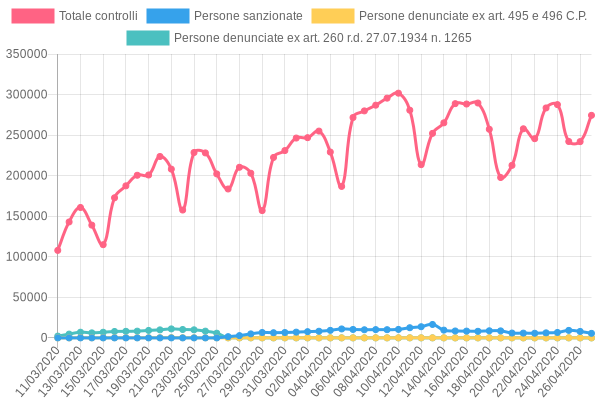 Totale controlli Persone sanzionate Persone denunciate ex art. 495 e 496 C.P.
Persone denunciate ex art. 260 r.d. 27.07.1934 n. 1265
350000
300000
250000
200000
150000
100000
50000
0
11/03/2020 13/03/2020 15/03/2020 17/03/2020 19/03/2020 21/03/2020 23/03/2020 25/03/2020 27/03/2020 29/03/2020 31/03/2020 02/04/2020 04/04/2020 06/04/2020 08/04/2020 10/04/2020 12/04/2020 14/04/2020 16/04/2020 18/04/2020 20/04/2020 22/04/2020 24/04/2020 26/04/2020